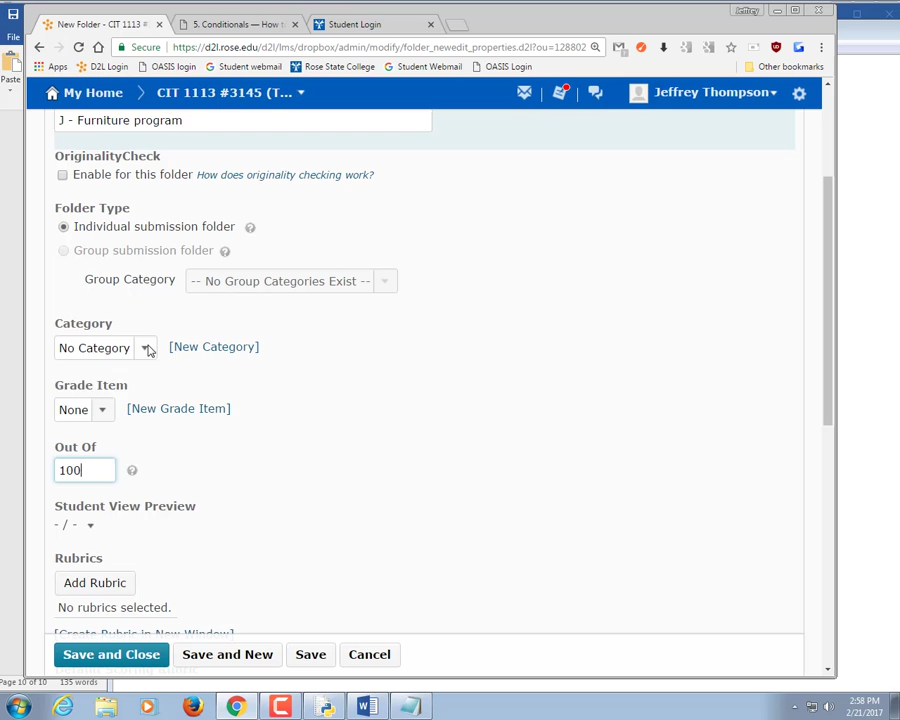 New Folder - CIT 1113 #
5. Conditionals — How t
Student Login
Jeffrey
Secure
https://d2l.rose.edu/d2l/lms/dropbox/admin/modify/folder_newedit_properties.d2l?ou=128802
Apps
D2L Login
OASIS login
Student webmail
Rose State College
Student Webmail
OASIS Login
Other bookmarks
File
Paste
My Home
CIT 1113 #3145 (T...
Jeffrey Thompson
J - Furniture program
OriginalityCheck
Enable for this folder How does originality checking work?
Folder Type
Individual submission folder
Group submission folder
Group Category
-- No Group Categories Exist --
Category
No Category
[New Category]
Grade Item
None
[New Grade Item]
Out Of
100
Student View Preview
- / -
Rubrics
Add Rubric
No rubrics selected.
[Create Rubric in New Window]
Save and Close
Save and New
Save
Cancel
Page 10 of 10
135 words
2:58 PM
2/21/2017